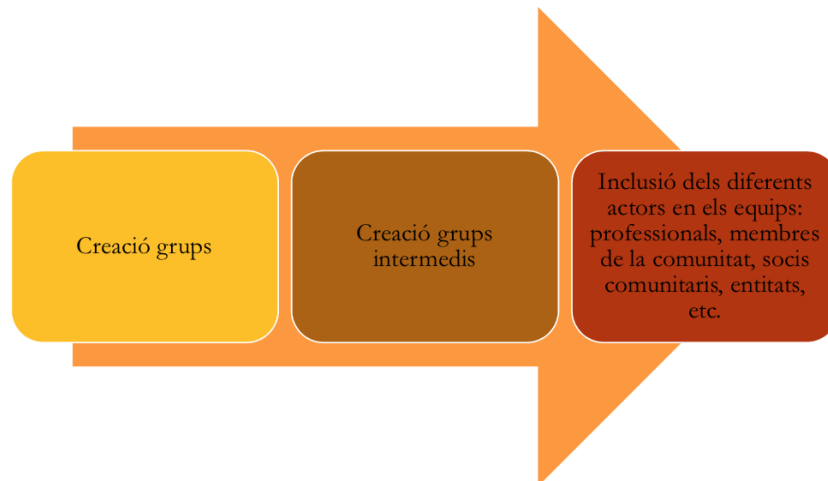 Creació grups
Creació grups
intermedis
Inclusió dels diferents
actors en els equips:
professionals, membres
de la comunitat, socis
comunitaris, entitats,
etc.